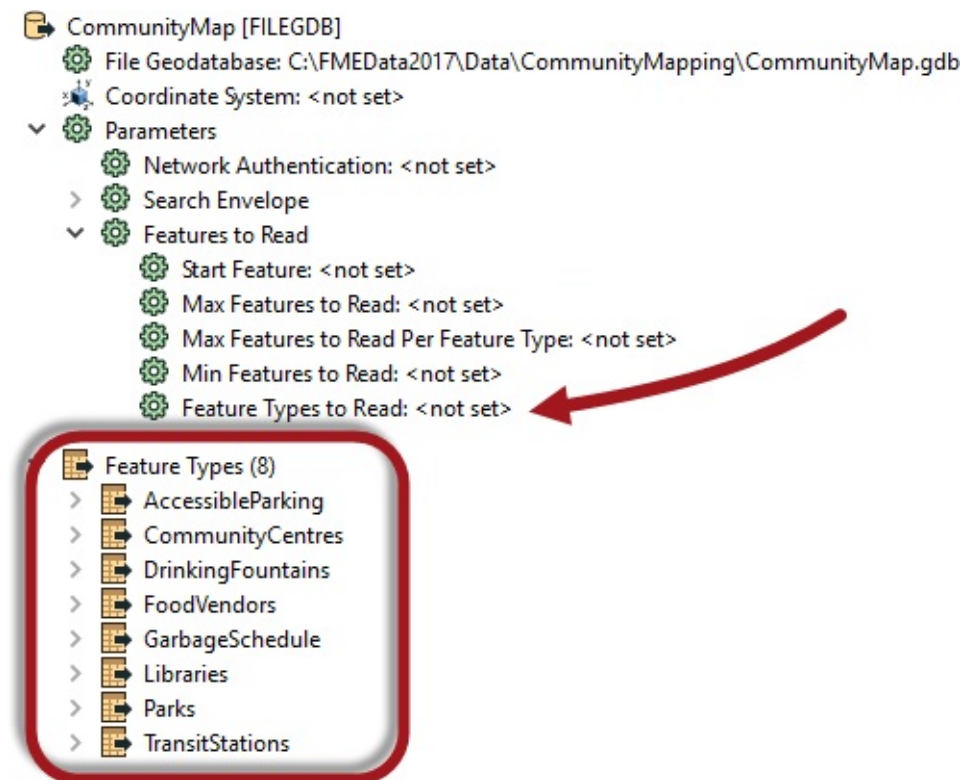 CommunityMap [FILEGDB]
File Geodatabase: C:\FMEData2017\Data\CommunityMapping\CommunityMap.gdb
Coordinate System: <not set>
Parameters
Network Authentication: <not set>
Search Envelope
Features to Read
Start Feature: <not set>
Max Features to Read: <not set>
Max Features to Read Per Feature Type: <not set>
Min Features to Read: <not set>
Feature Types to Read: <not set>
Feature Types (8)
AccessibleParking
CommunityCentres
DrinkingFountains
FoodVendors
GarbageSchedule
Libraries
Parks
TransitStations